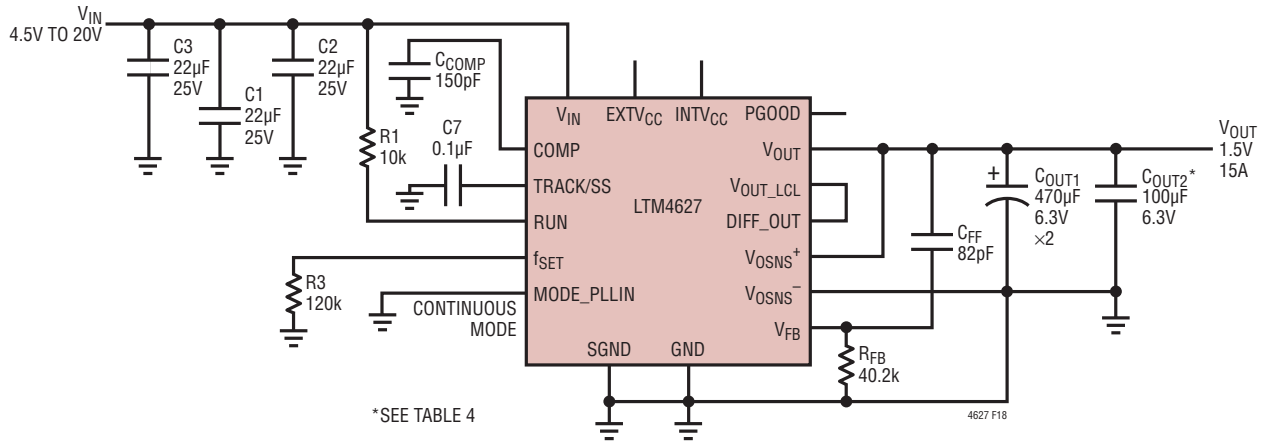 VIN
4.5V TO 20V
C3
22µF
25V
C1
22µF
25V
C2
22µF
25V
R1
10k
CCOMP
150pF
C7
0.1µF
R3
120k
CONTINUOUS
MODE
VIN
EXTVCC
INTVCC
PGOOD
COMP
TRACK/SS
RUN
fSET
MODE_PLLIN
SGND
GND
LTM4627
VOUT
VOUT_LCL
DIFF_OUT
VOSNS+
VOSNS–
VFB
CFF
82pF
RFB
40.2k
+
COUT1
470µF
6.3V
×2
COUT2*
100µF
6.3V
VOUT
1.5V
15A
*SEE TABLE 4
4627 F18